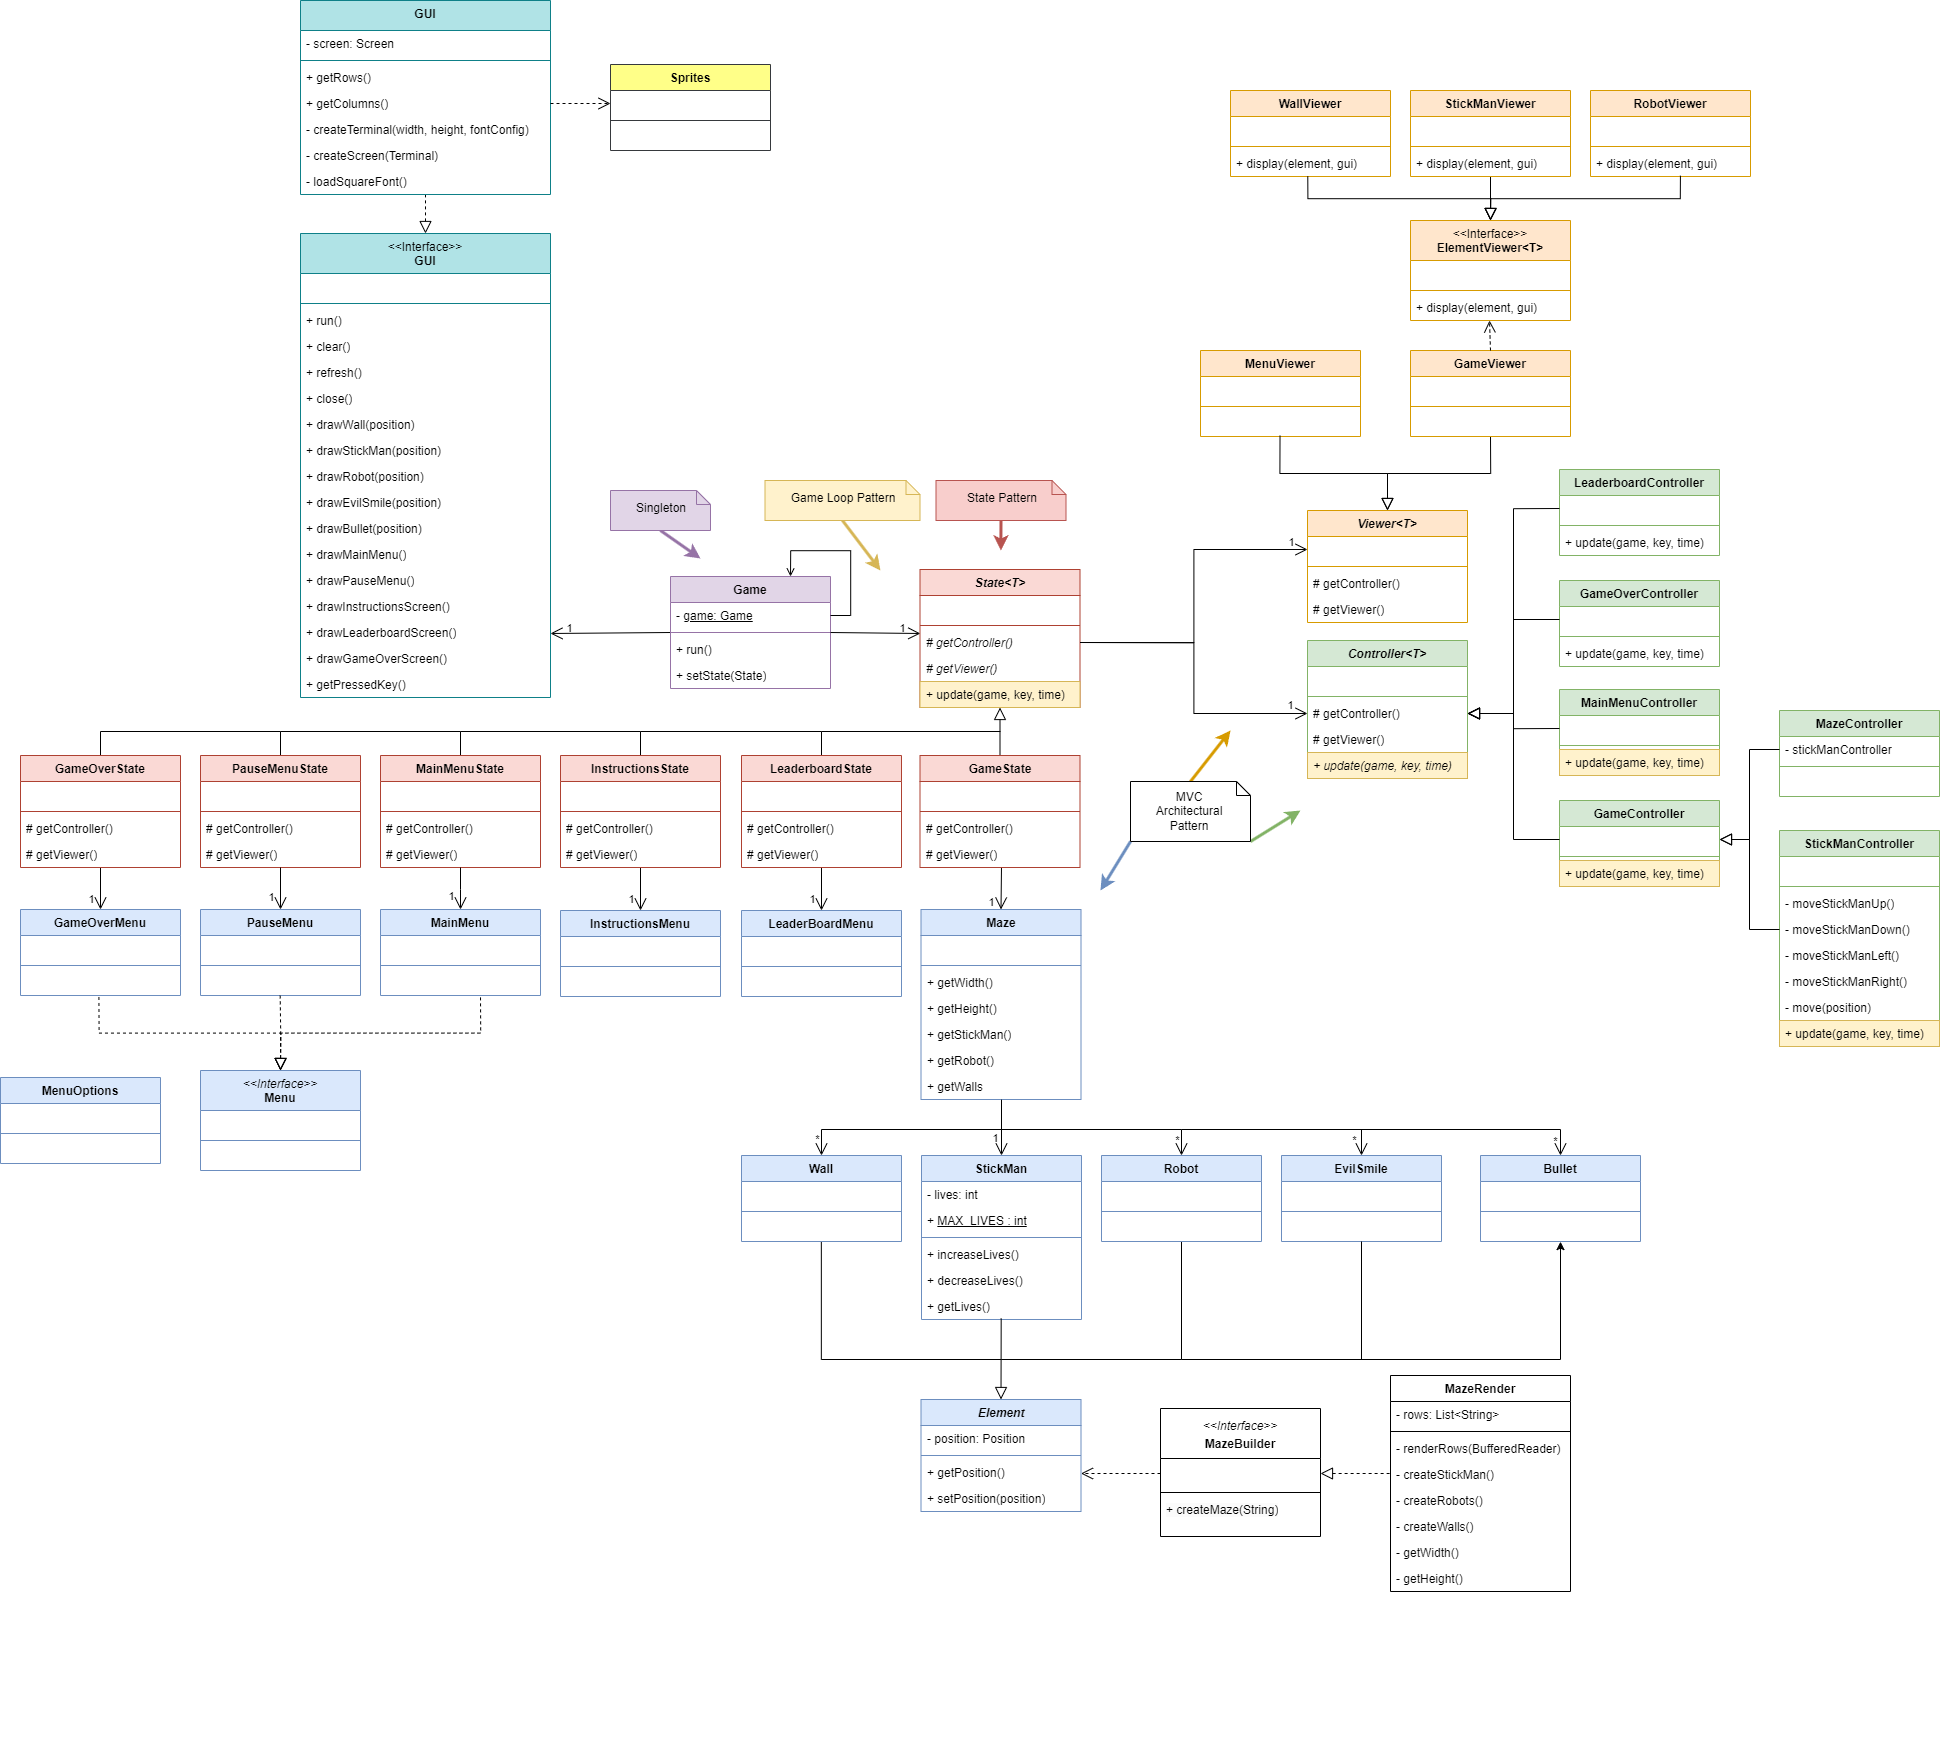 GUI
- screen: Screen
+ getRows()
+ getColumns()
- createTerminal(width, height, fontConfig)
- createScreen(Terminal)
- loadSquareFont()
Sprites
<<Interface>>
GUI
+ run()
+ clear()
+ refresh()
+ close()
+ drawWall(position)
+ drawStickMan(position)
+ drawRobot(position)
+ drawEvilSmile(position)
+ drawBullet(position)
+ drawMainMenu()
+ drawPauseMenu()
+ drawInstructionsScreen()
+ drawLeaderboardScreen()
+ drawGameOverScreen()
+ getPressedKey()
WallViewer
+ display(element, gui)
StickManViewer
+ display(element, gui)
RobotViewer
+ display(element, gui)
<<Interface>>
ElementViewer<T>
+ display(element, gui)
MenuViewer
GameViewer
Singleton
Game Loop Pattern
State Pattern
Game
- game: Game
+ run()
+ setState(State)
1
1
State<T>
# getController()
# getViewer()
+ update(game, key, time)
1
Viewer<T>
# getController()
# getViewer()
1
Controller<T>
# getController()
# getViewer()
+ update(game, key, time)
LeaderboardController
+ update(game, key, time)
GameOverController
+ update(game, key, time)
MainMenuController
+ update(game, key, time)
GameController
+ update(game, key, time)
MazeController
- stickManController
StickManController
- moveStickManUp()
- moveStickManDown()
- moveStickManLeft()
- moveStickManRight()
- move(position)
+ update(game, key, time)
MVC
Architectural
Pattern
GameOverState
# getController()
# getViewer()
PauseMenuState
# getController()
# getViewer()
MainMenuState
# getController()
# getViewer()
InstructionsState
# getController()
# getViewer()
LeaderboardState
# getController()
# getViewer()
GameState
# getController()
# getViewer()
1
1
1
1
1
1
GameOverMenu
PauseMenu
MainMenu
InstructionsMenu
LeaderBoardMenu
Maze
+ getWidth()
+ getHeight()
+ getStickMan()
+ getRobot()
+ getWalls
MenuOptions
<<Interface>>
Menu
*
1
*
*
*
Wall
StickMan
- lives: int
+ MAX_LIVES : int
+ increaseLives()
+ decreaseLives()
+ getLives()
Robot
EvilSmile
Bullet
Element
- position: Position
+ getPosition()
+ setPosition(position)
<<Interface>>
MazeBuilder
+ createMaze(String)
MazeRender
- rows: List<String>
- renderRows(BufferedReader)
- createStickMan()
- createRobots()
- createWalls()
- getWidth()
- getHeight()